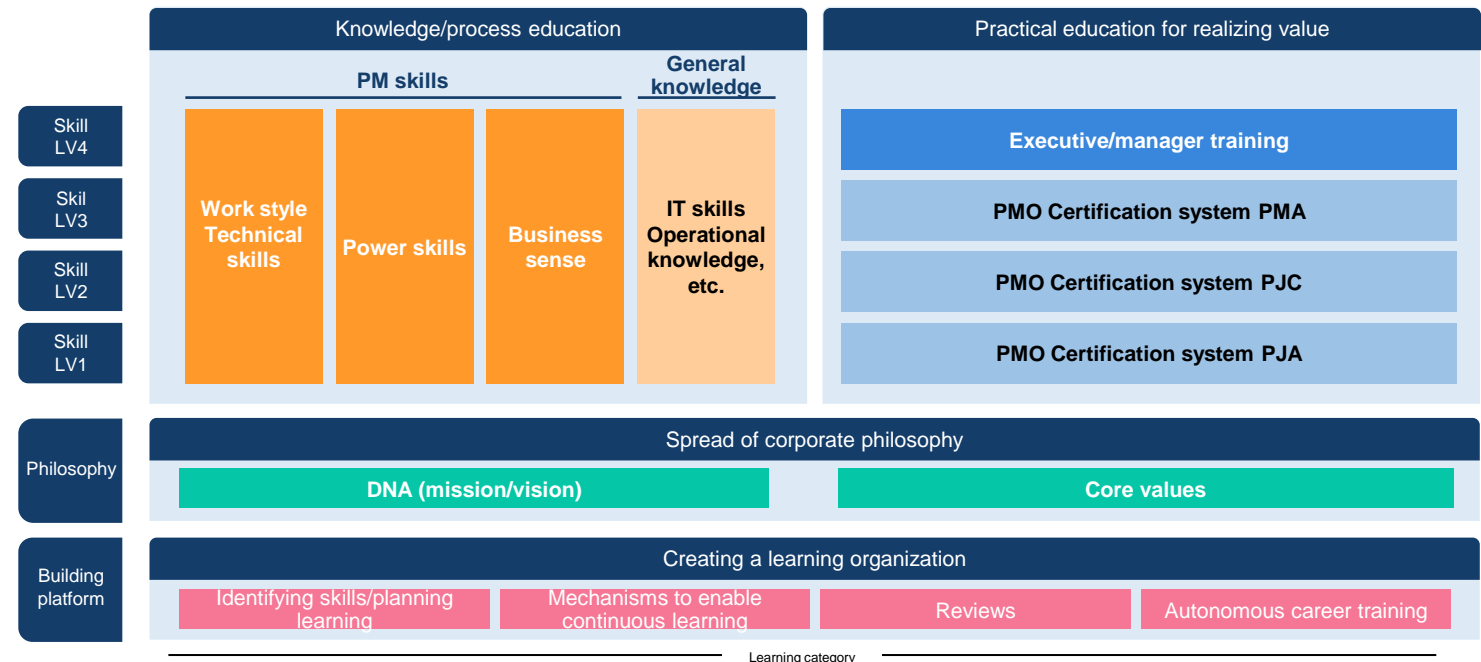 Knowledge/process education
Practical education for realizing value
PM skills
General
knowledge
Skill
LV4
Skil
LV3
Skill
LV2
Skill
LV1
Work style
Technical
skills
Power skills
Business
sense
IT skills
Operational
knowledge,
etc.
Executive/manager training
PMO Certification system PMA
PMO Certification system PJC
PMO Certification system PJA
Philosophy
Spread of corporate philosophy
DNA (mission/vision)
Core values
Building
platform
Creating a learning organization
Identifying skills/planning
learning
Mechanisms to enable
continuous learning
Reviews
Autonomous career training
Learning category